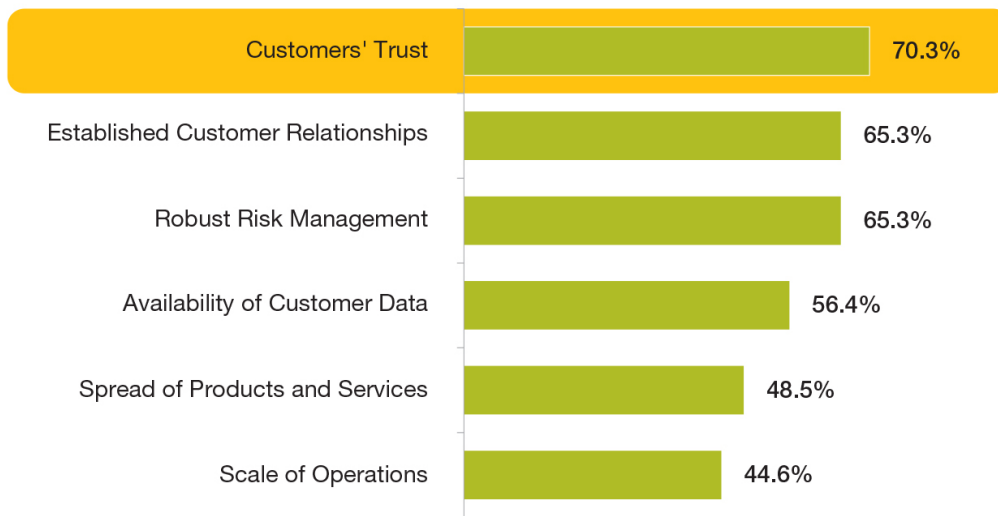 Customers' Trust 70.3%
Established Customer Relationships 65.3%
Robust Risk Management 65.3%
Availability of Customer Data 56.4%
Spread of Products and Services 48.5%
Scale of Operations 44.6%